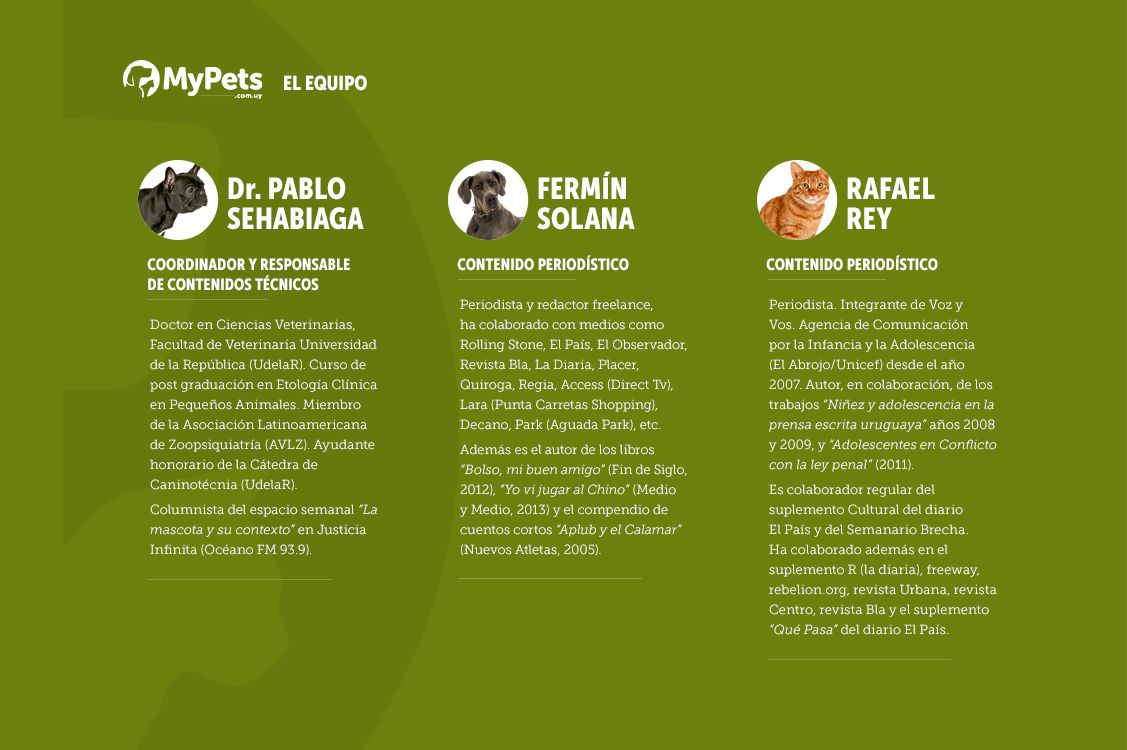 MyPets
.com.uy
EL EQUIPO
Dr. PABLO
SEHABIAGA
COORDINADOR Y RESPONSABLE
DE CONTENIDOS TÉCNICOS
Doctor en Ciencias Veterinarias,
Facultad de Veterinaria Universidad
de la República (UdelaR). Curso de
post graduación en Etología Clínica
en Pequeños Animales. Miembro
de la Asociación Latinoamericana
de Zoopsiquiatría (AVLZ). Ayudante
honorario de la Cátedra de
Caninotécnia (UdelaR).
Columnista del espacio semanal “La
mascota y su contexto” en Justicia
Infinita (Océano FM 93.9).
FERMÍN
SOLANA
CONTENIDO PERIODÍSTICO
Periodista y redactor freelance,
ha colaborado con medios como
Rolling Stone, El País, El Observador,
Revista Bla, La Diaria, Placer,
Quiroga, Regia, Access (Direct Tv),
Lara (Punta Carretas Shopping),
Decano, Park (Aguada Park), etc.
Además es el autor de los libros
“Bolso, mi buen amigo” (Fin de Siglo,
2012), “Yo vi jugar al Chino” (Medio
y Medio, 2013) y el compendio de
cuentos cortos “Aplub y el Calamar”
(Nuevos Atletas, 2005).
RAFAEL
REY
CONTENIDO PERIODÍSTICO
Periodista. Integrante de Voz y
Vos. Agencia de Comunicación
por la Infancia y la Adolescencia
(El Abrojo/Unicef) desde el año
2007. Autor, en colaboración, de los
trabajos “Niñez y adolescencia en la
prensa escrita uruguaya” años 2008
y 2009, y “Adolescentes en Conflicto
con la ley penal” (2011).
Es colaborador regular del
suplemento Cultural del diario
El País y del Semanario Brecha.
Ha colaborado además en el
suplemento R (la diaria), freeway,
rebelion.org, revista Urbana, revista
Centro, revista Bla y el suplemento
“Qué Pasa” del diario El País.